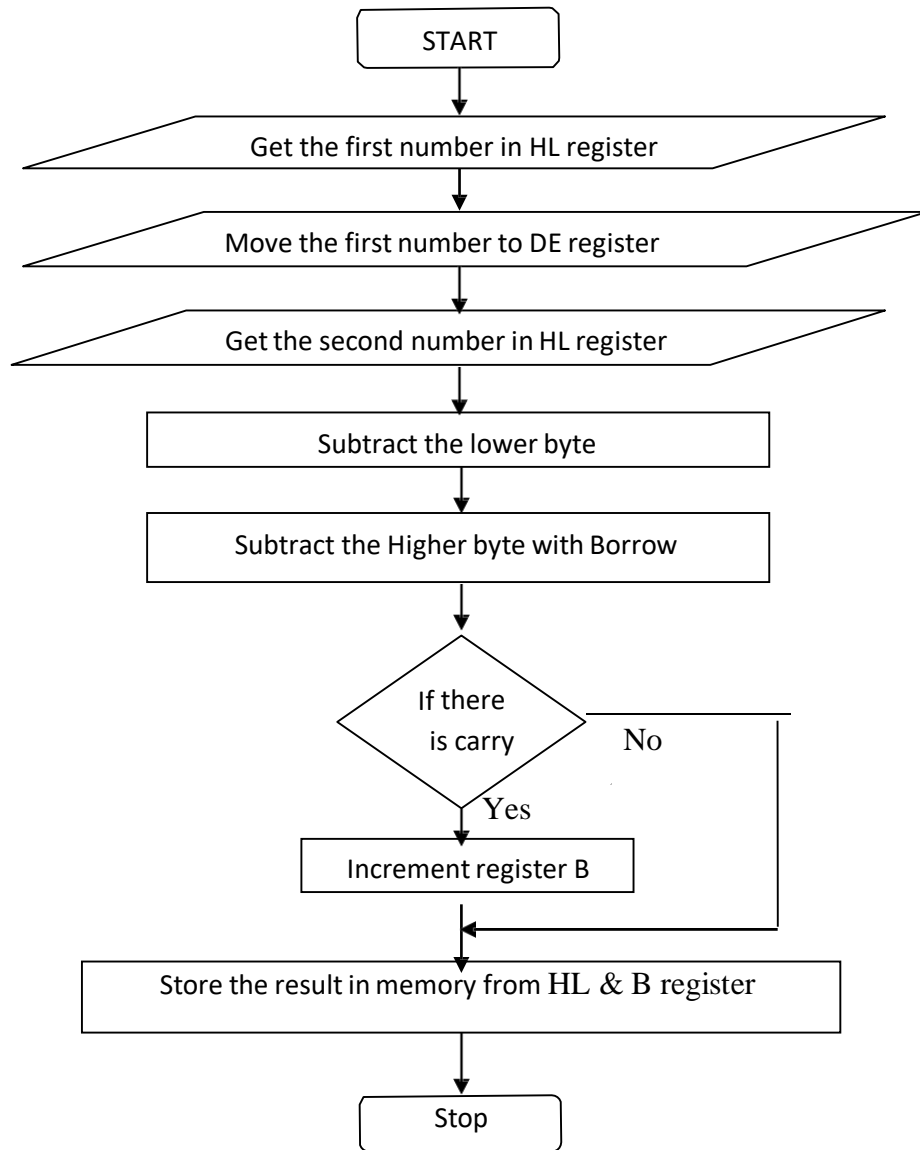 START
Get the first number in HL register
Move the first number to DE register
Get the second number in HL register
Subtract the lower byte
Subtract the Higher byte with Borrow
If there
is carry
No
Yes
Increment register B
Store the result in memory from HL & B register
Stop